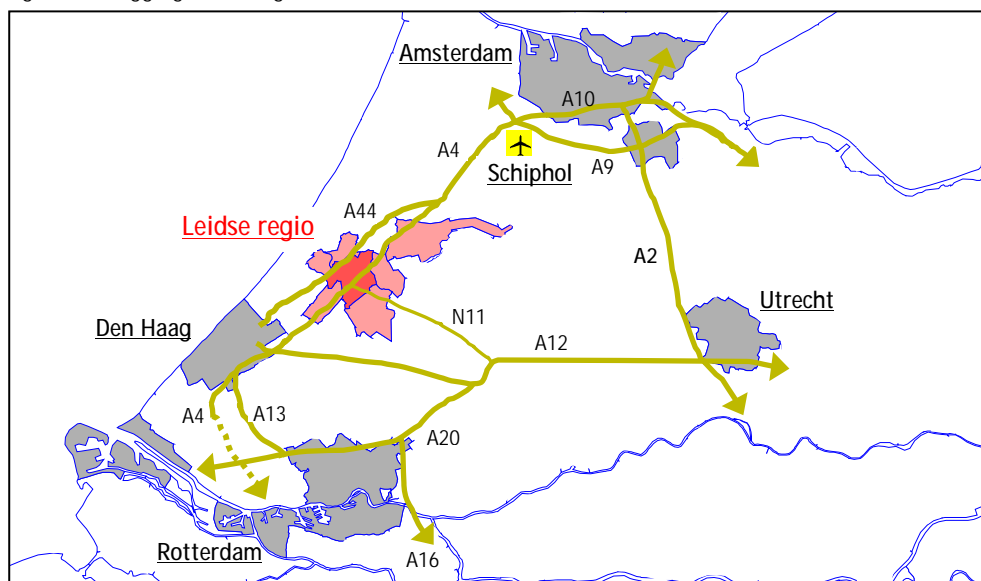 Amsterdam
A10
A4
A9
Schiphol
A44
Leidse regio
A2
N11
Utrecht
Den Haag
A12
A4
A13
A20
Rotterdam
A16